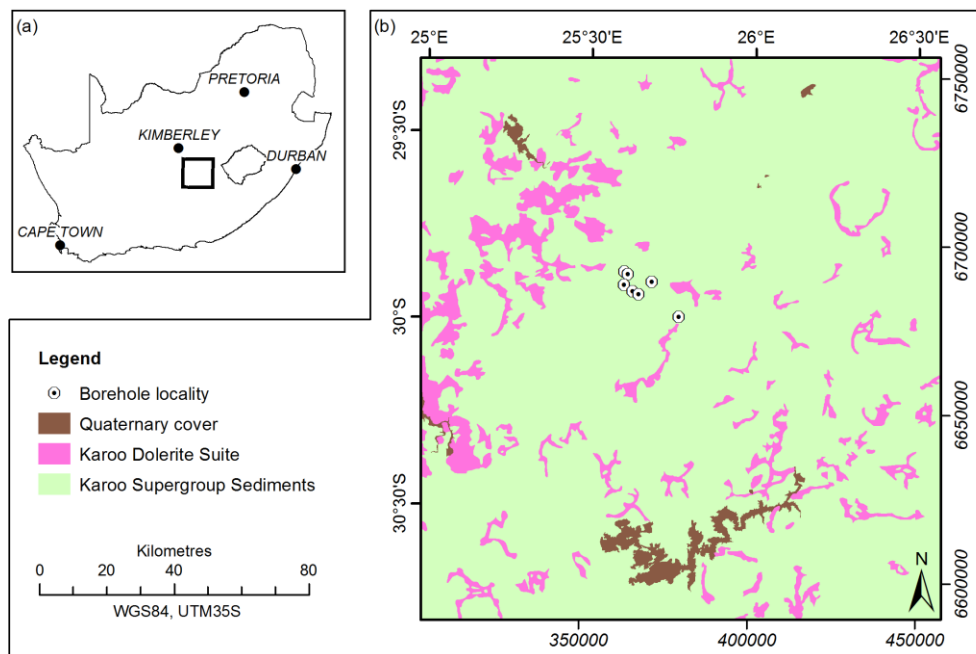 (a)
PRETORIA
KIMBERLEY
DURBAN
CAPE TOWN
(b)
25°E
25°30'E
26°E
26°30'E
29°30'S
30°S
30°30'S
6750000
6700000
6650000
6600000
350000
400000
450000
N
Legend
Borehole locality
Quaternary cover
Karoo Dolerite Suite
Karoo Supergroup Sediments
Kilometres
0 20 40 60 80
WGS84, UTM35S